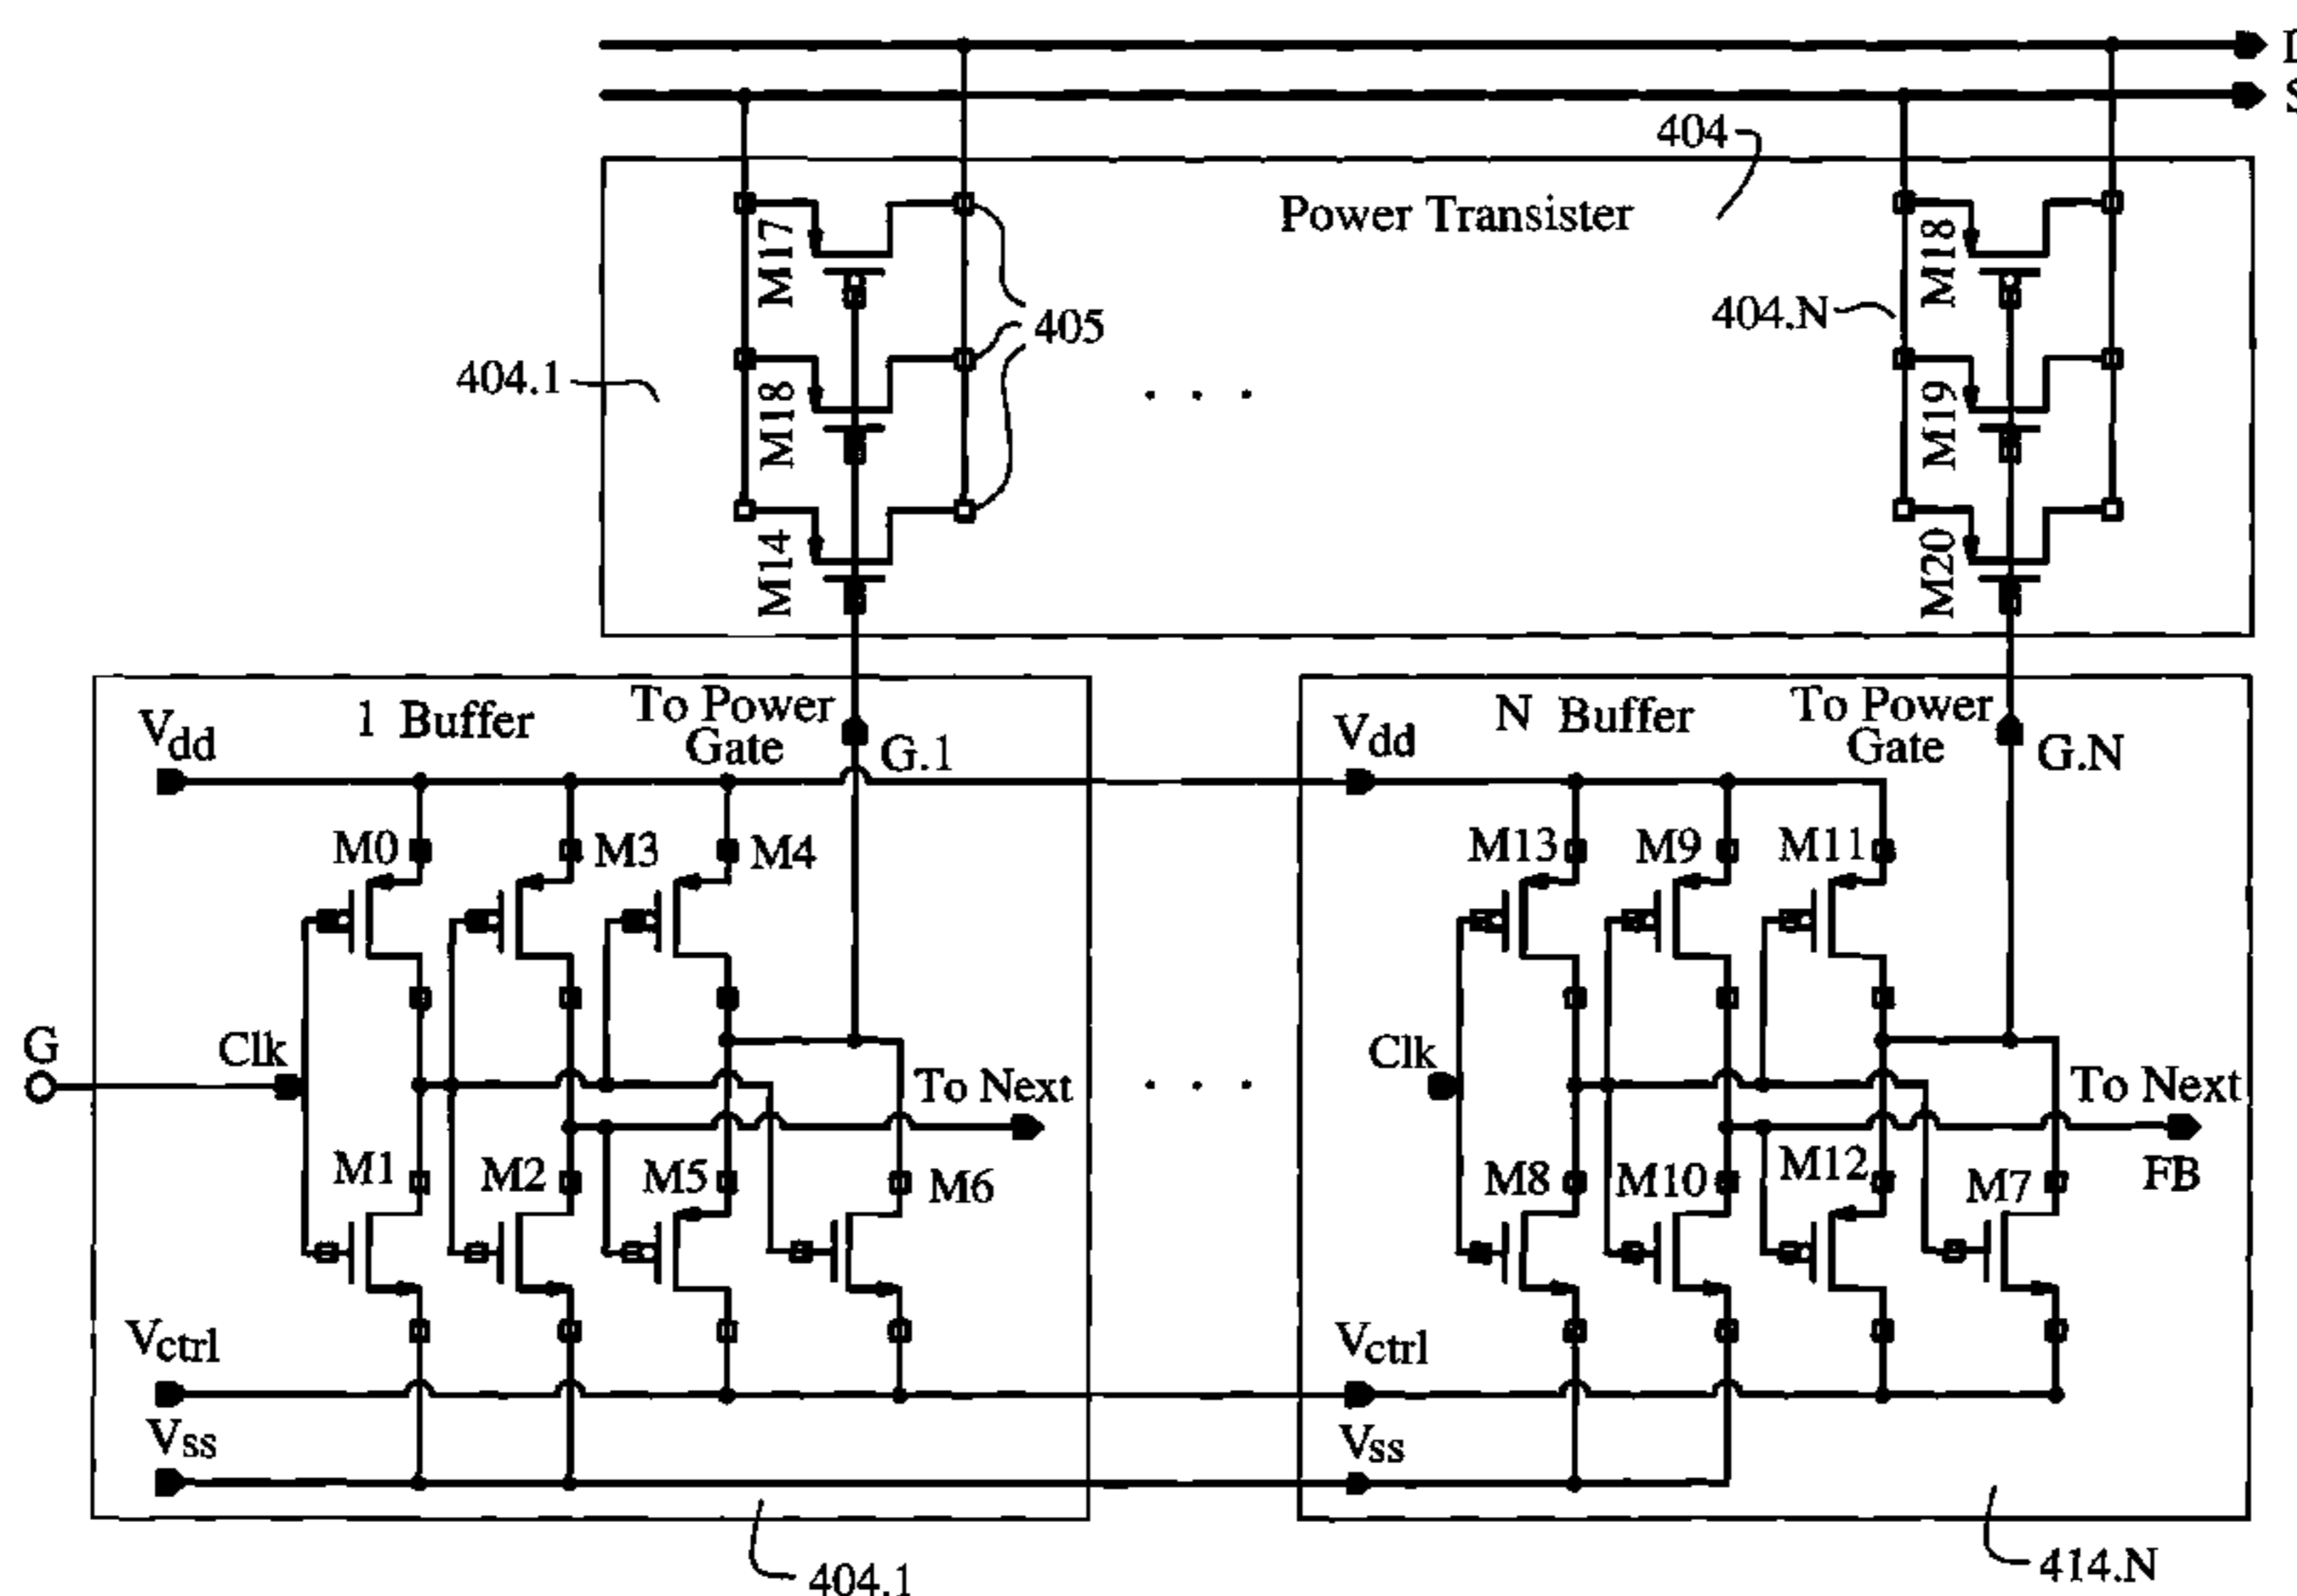 D
S
404
Power Transister
M17
M18
404.N
405
404.1
M18
M19
M14
M20
1 Buffer
To Power
Gate
G.1
N Buffer
To Power
Gate
G.N
Vdd
Vdd
M0
M3
M4
M13
M9
M11
G
Clk
Clk
To Next
To Next
M1
M2
M5
M6
M8
M10
M12
M7
FB
Vctrl
Vctrl
Vss
Vss
404.1
414.N